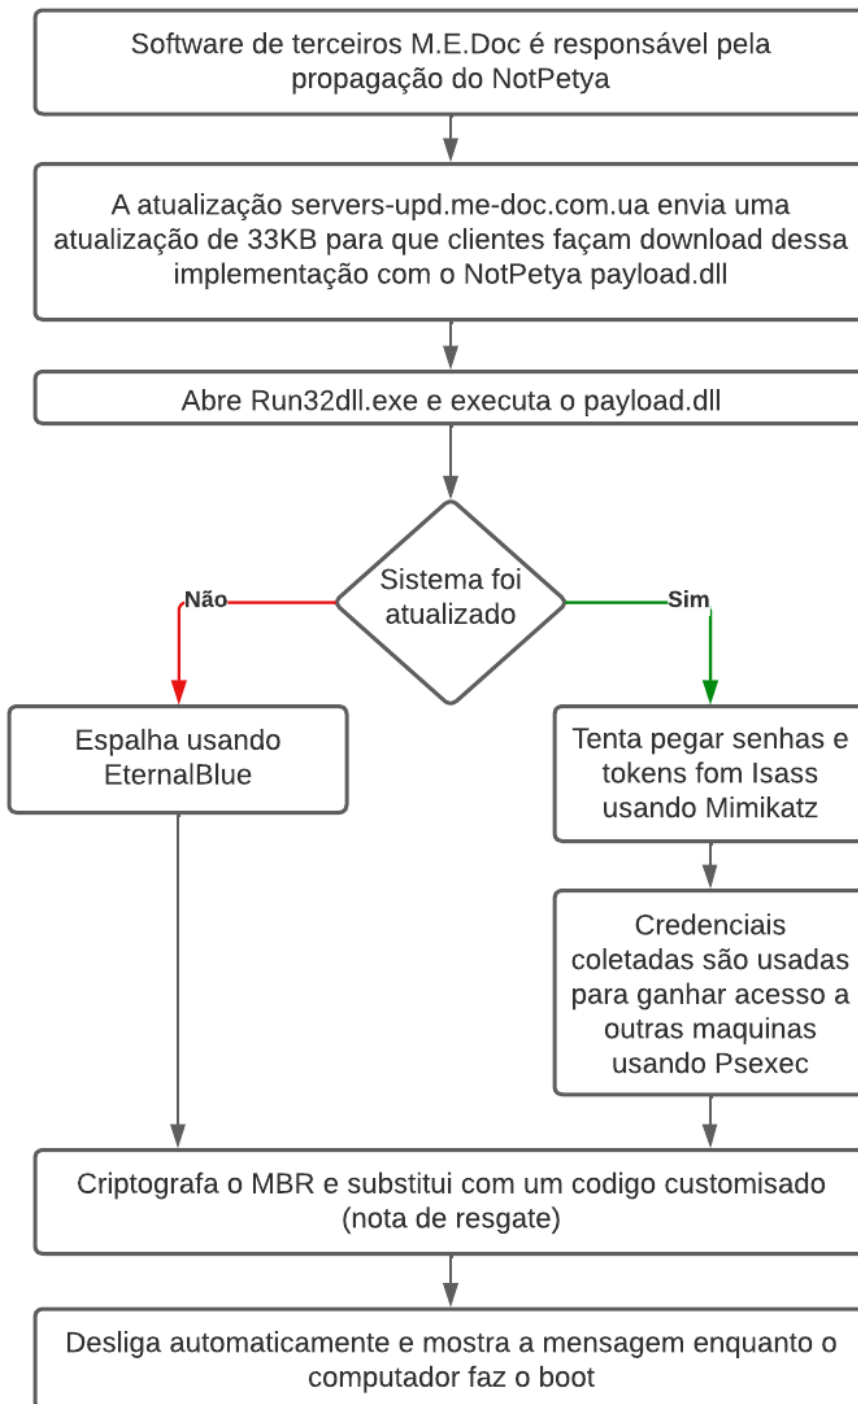 Software de terceiros M.E.Doc é responsável pela
propagação do NotPetya
A atualização servers-upd.me-doc.com.ua envia uma
atualização de 33KB para que clientes façam download dessa
implementação com o NotPetya payload.dll
Abre Run32dll.exe e executa o payload.dll
Sistema foi
atualizado
Não
Sim
Espalha usando
EternalBlue
Tenta pegar senhas e
tokens fom lsass
usando Mimikatz
Credenciais
coletadas são usadas
para ganhar acesso a
outras maquinas
usando Psexec
Criptografa o MBR e substitui com um codigo customisado
(nota de resgate)
Desliga automaticamente e mostra a mensagem enquanto o
computador faz o boot